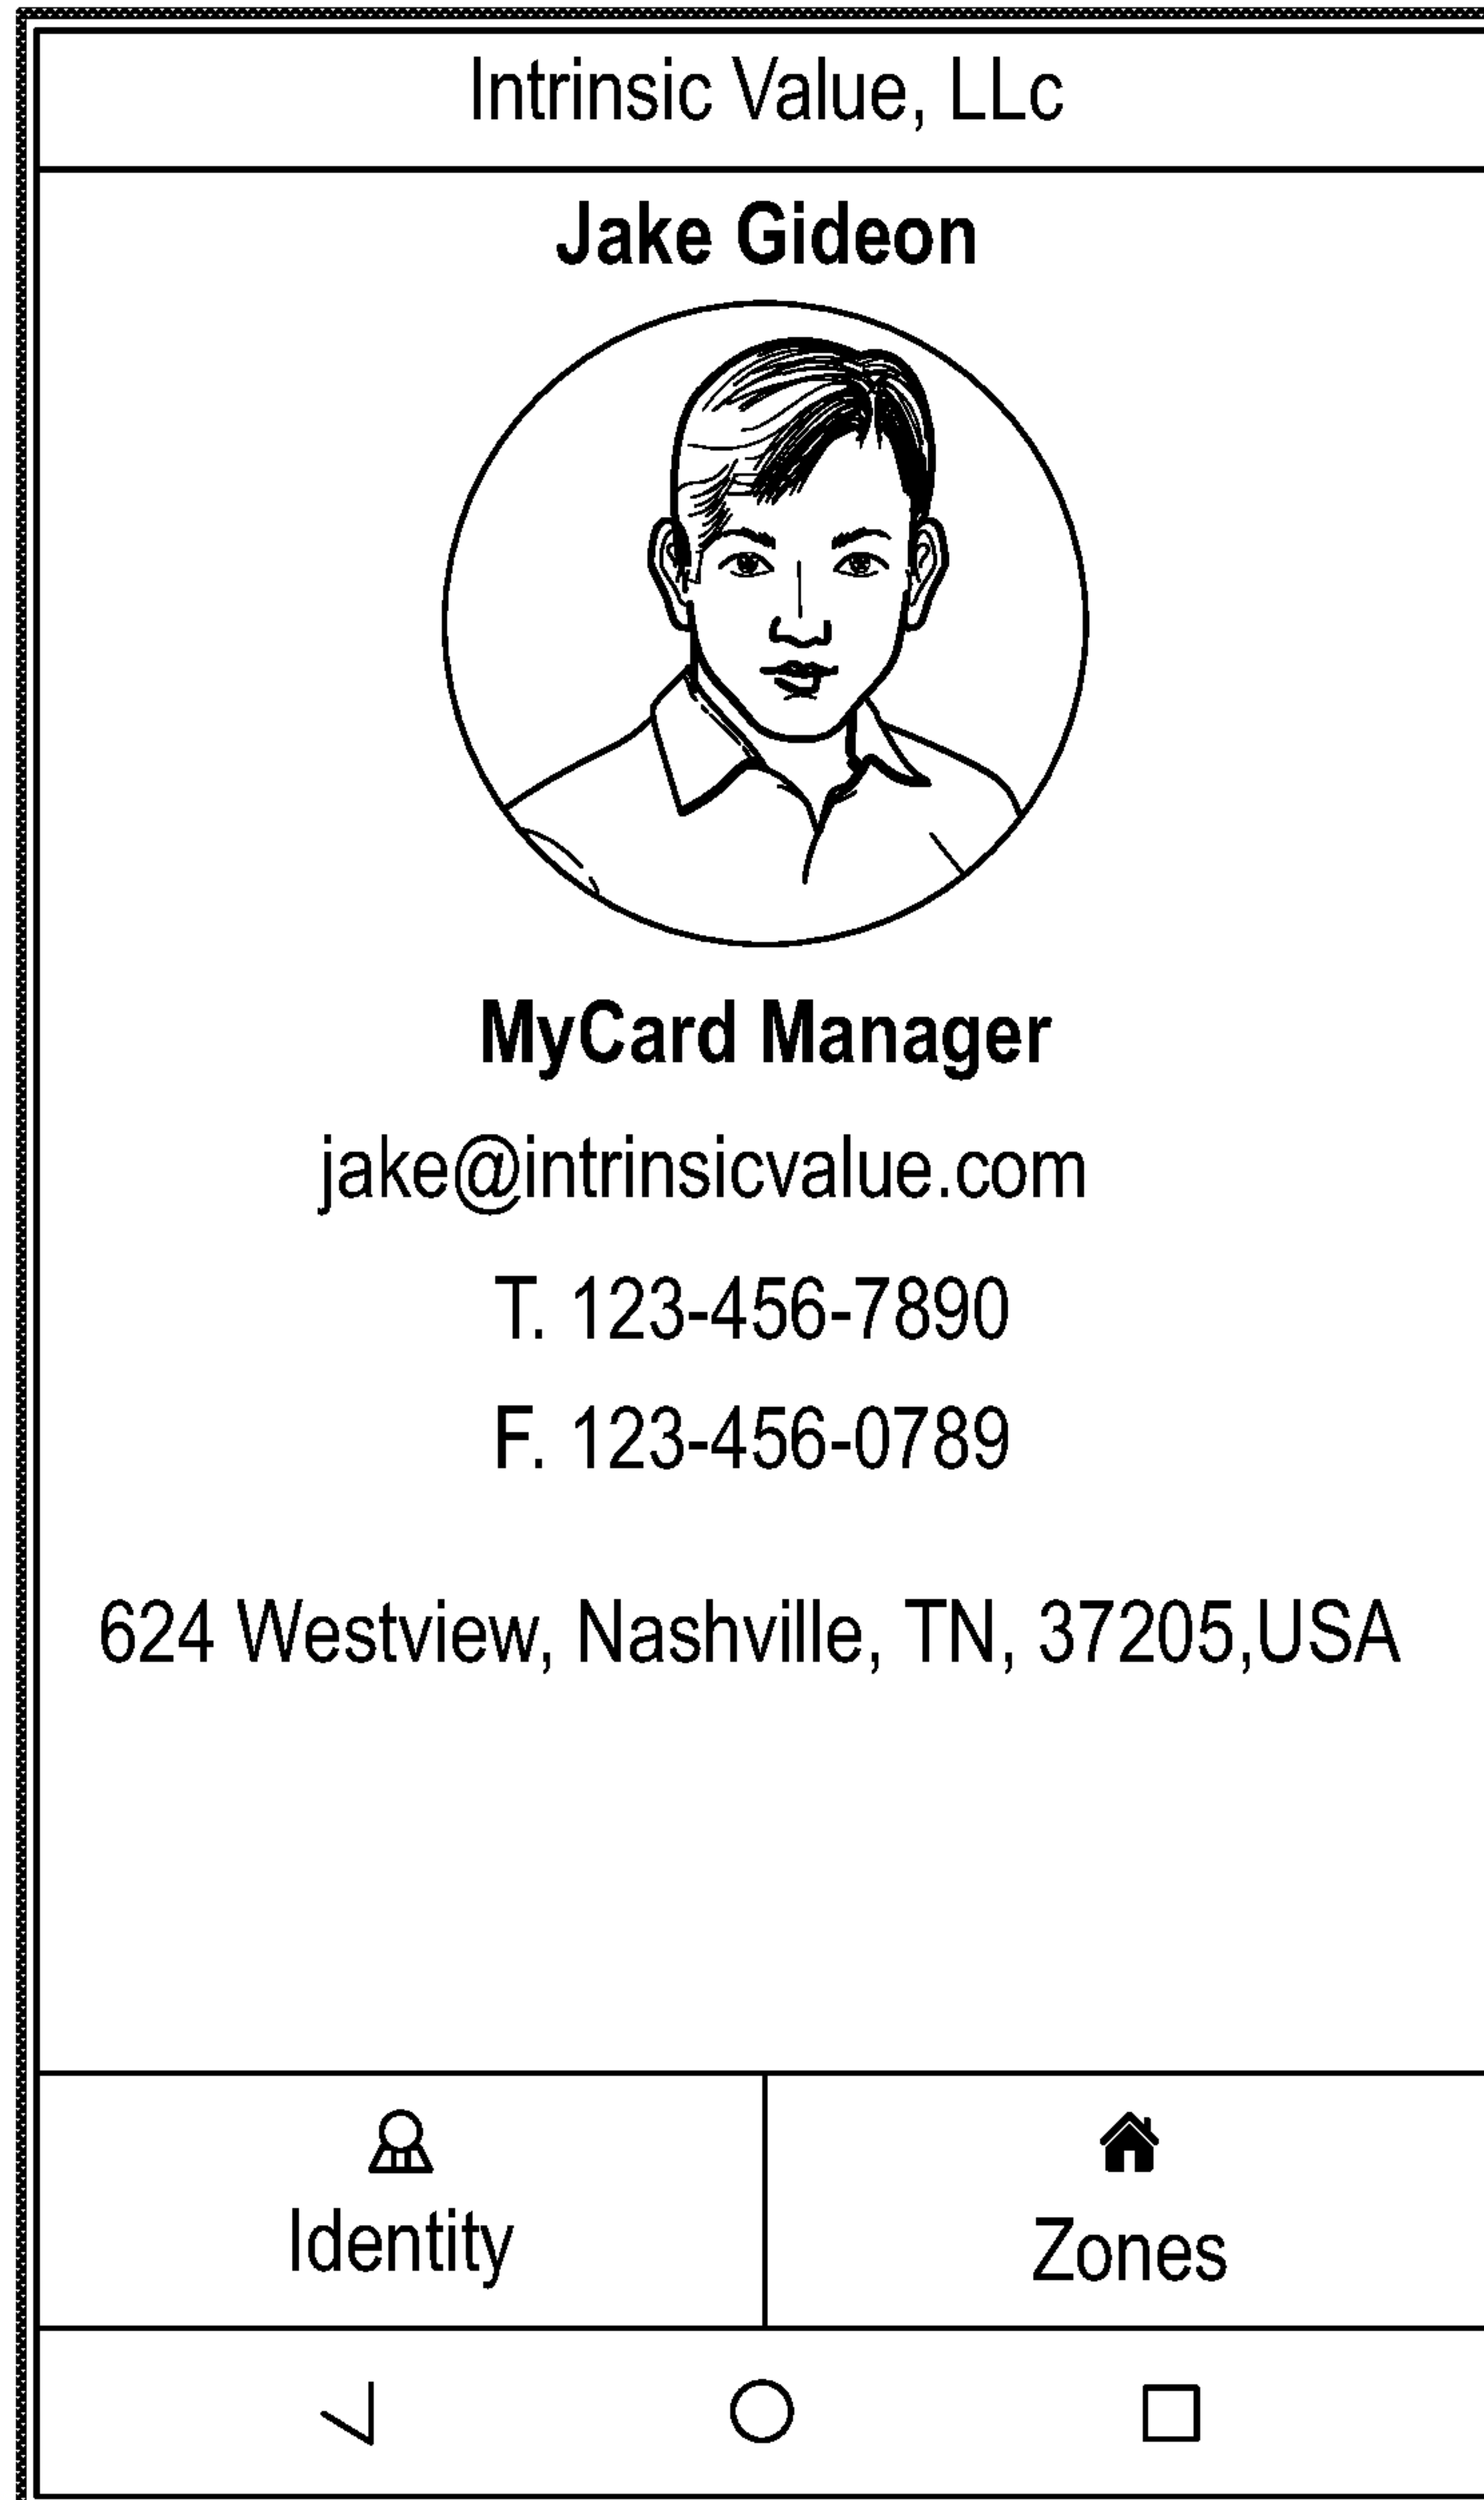 Intrinsic Value, LLc
Jake Gideon
MyCard Manager
jake@intrinsicvalue.com
T. 123-456-7890
F. 123-456-0789
624 Westview, Nashville, TN, 37205,USA
Identity
Zones